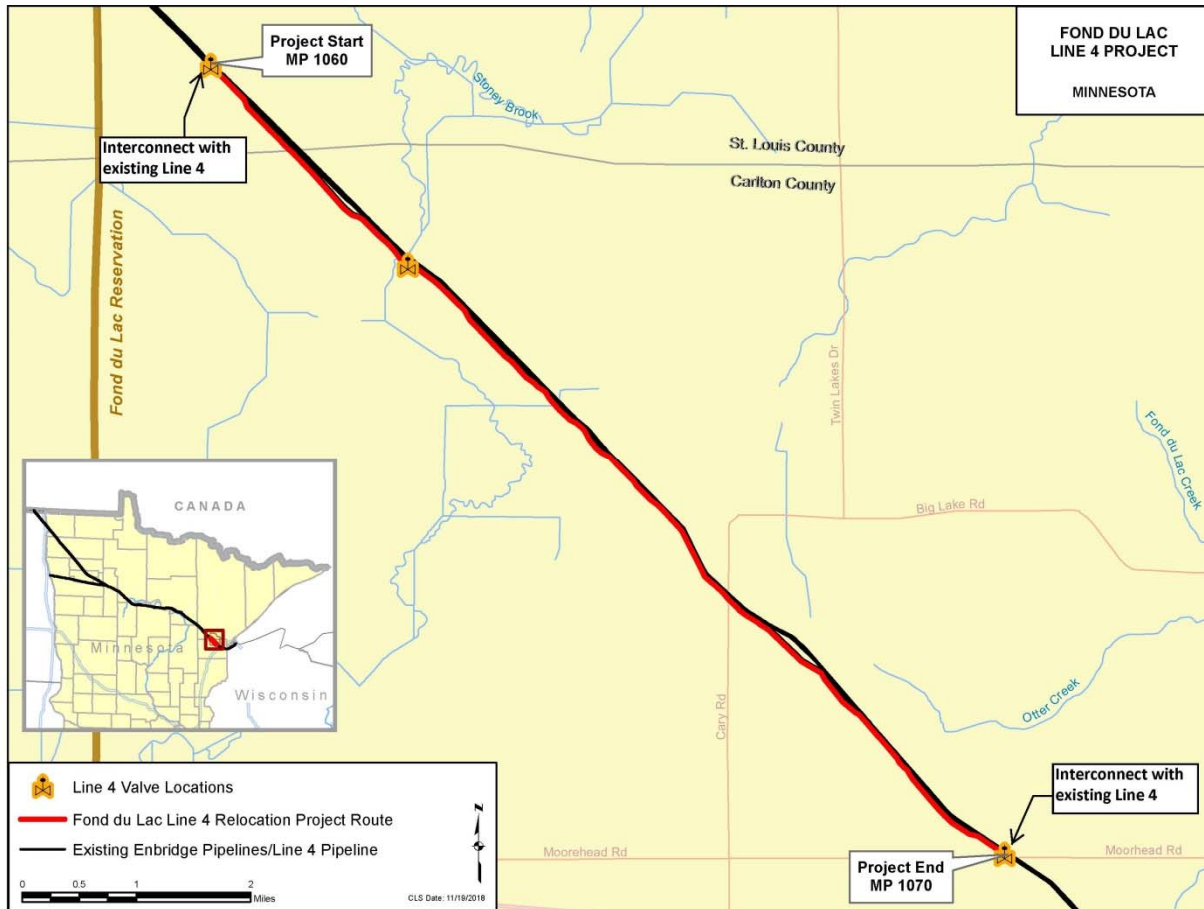 FOND DU LAC
LINE 4 PROJECT
MINNESOTA
Project Start
MP 1060
Stoney Brook
Interconnect with
existing Line 4
St. Louis County
Carlton County
Fond du Lac Reservation
Twin Lakes Dr
Fond du Lac Creek
Big Lake Rd
CANADA
Minnesota
Wisconsin
Cary Rd
Otter Creek
Interconnect with
existing Line 4
Moorehead Rd
Moorhead Rd
Project End
MP 1070
Line 4 Valve Locations
Fond du Lac Line 4 Relocation Project Route
Existing Enbridge Pipelines/Line 4 Pipeline
N
0 0.5 1 2
Miles
CLS Date: 11/19/2018